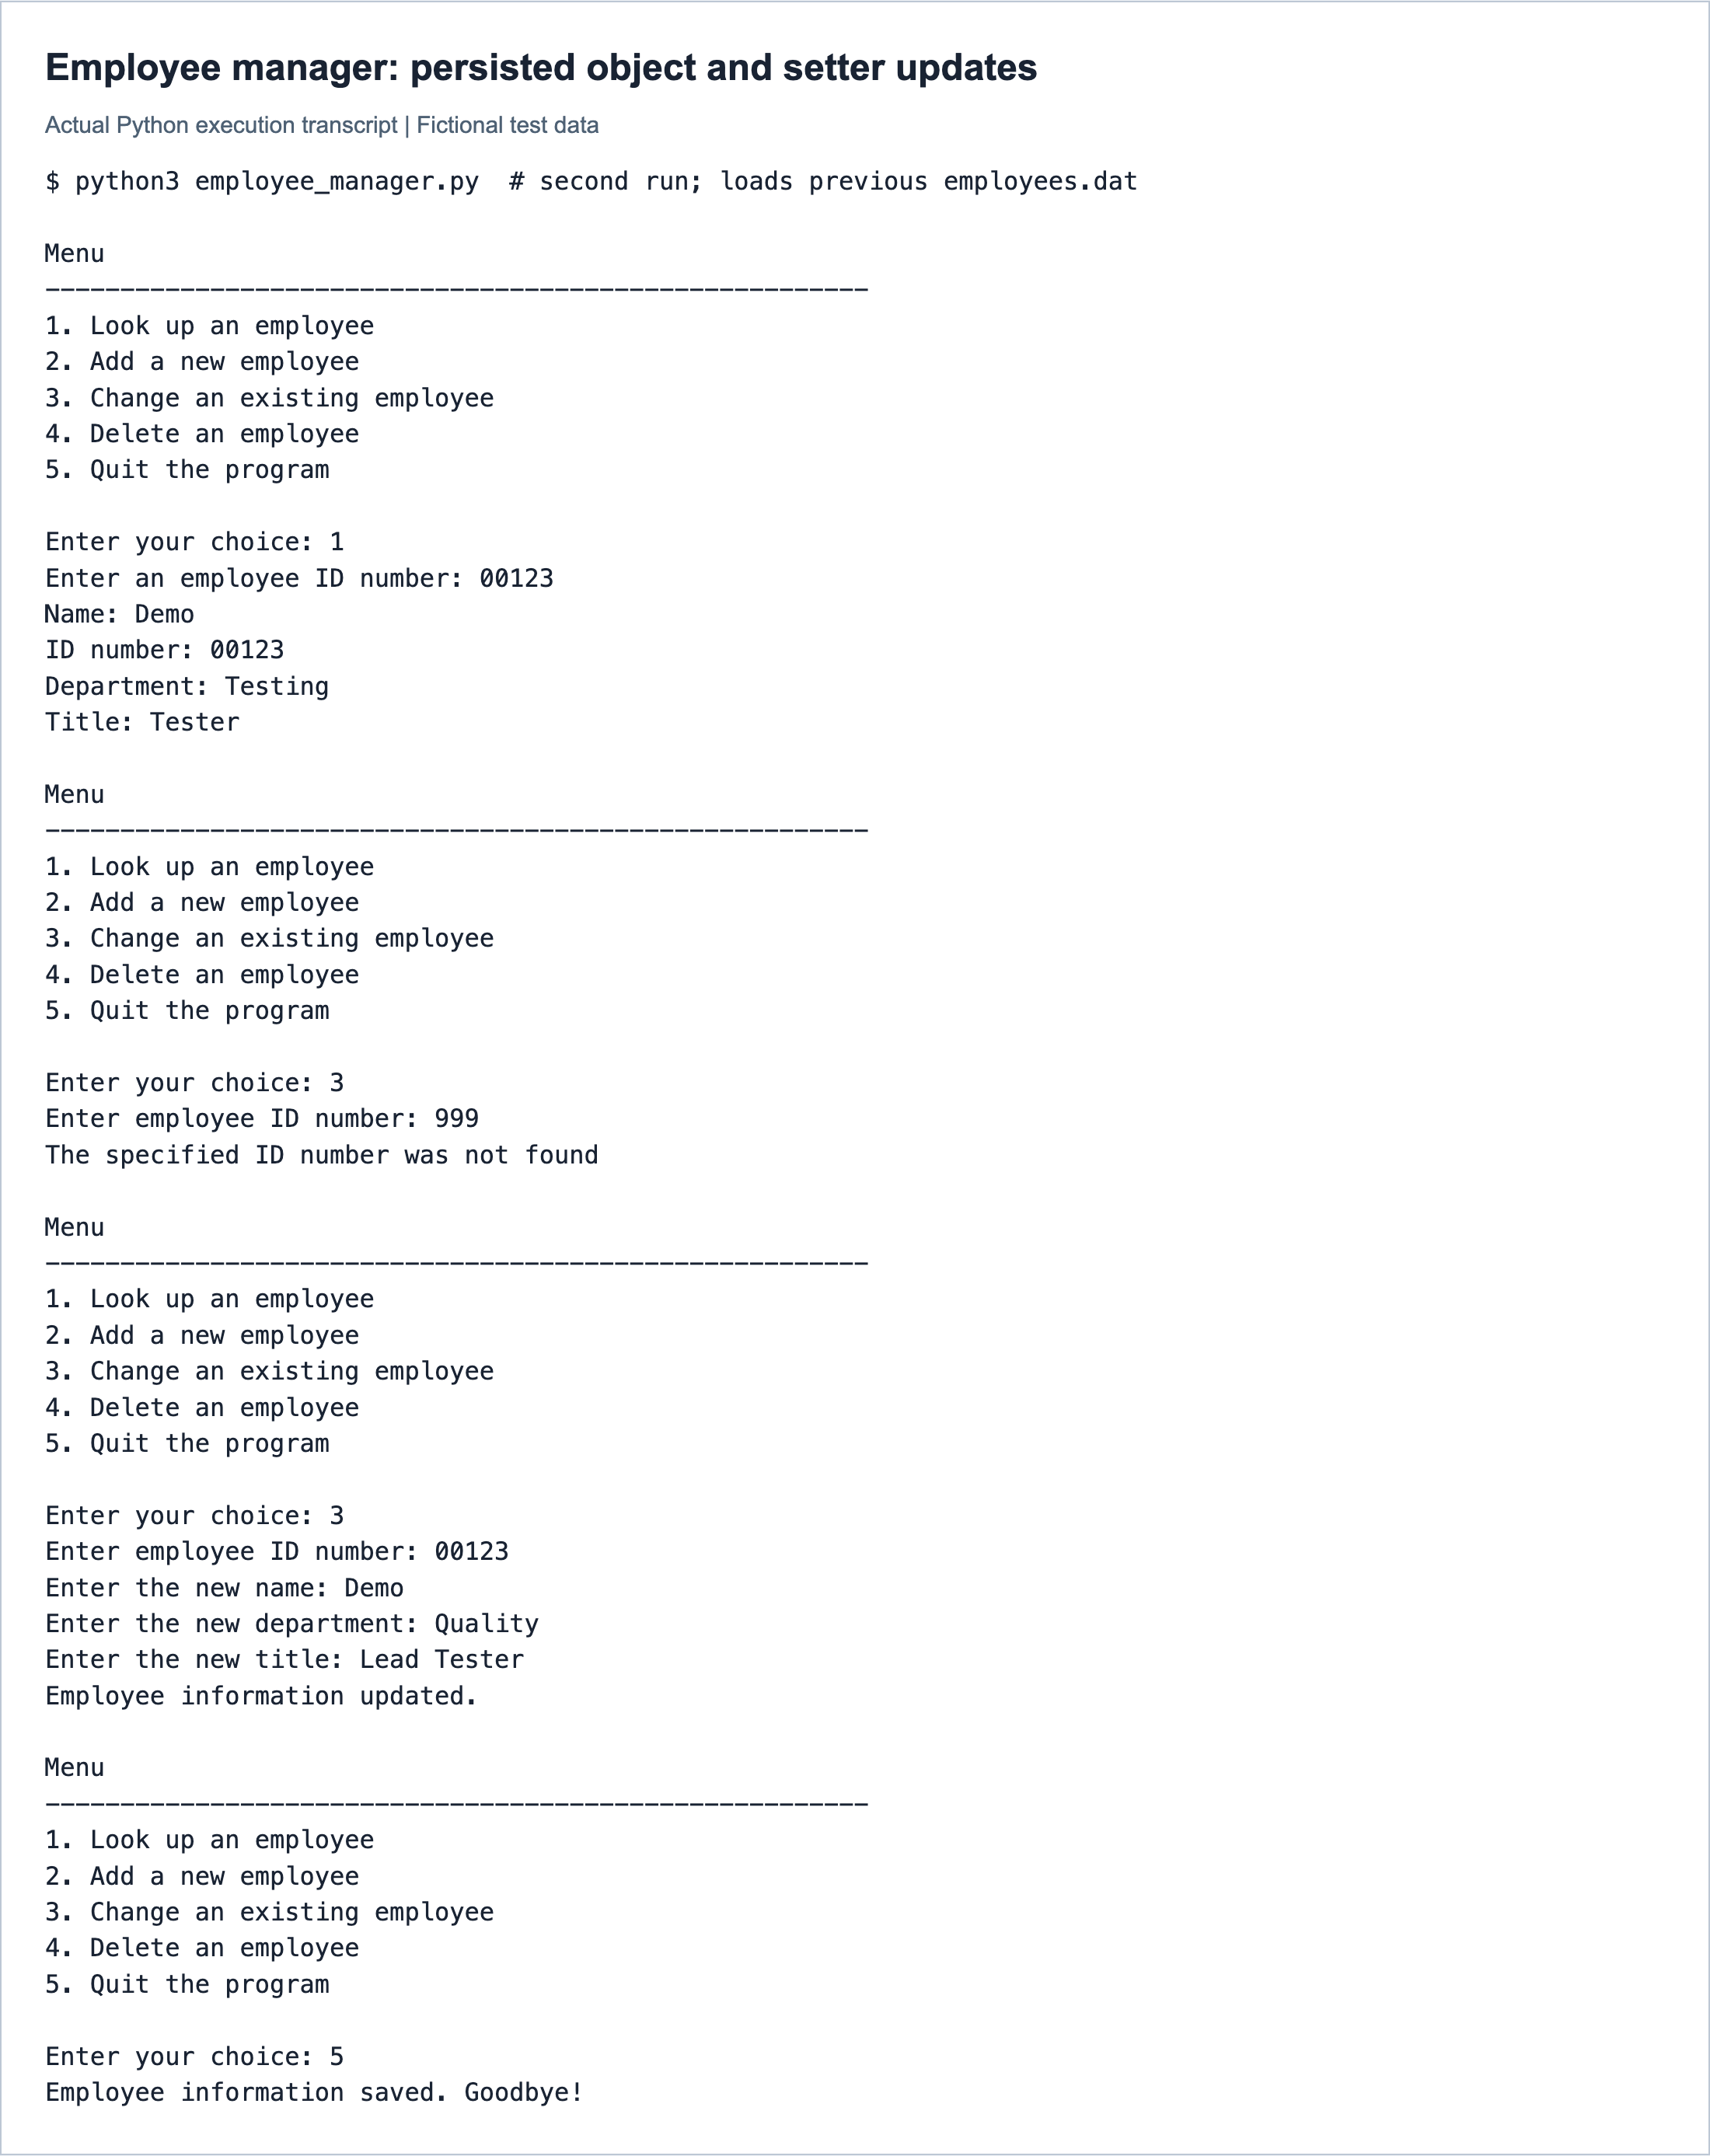 Employee manager: persisted object and setter updates
Actual Python execution transcript | Fictional test data
$ python3 employee_manager.py  # second run; loads previous employees.dat
Menu
-------------------------------------------------------
1. Look up an employee
2. Add a new employee
3. Change an existing employee
4. Delete an employee
5. Quit the program
Enter your choice: 1
Enter an employee ID number: 00123
Name: Demo
ID number: 00123
Department: Testing
Title: Tester
Menu
-------------------------------------------------------
1. Look up an employee
2. Add a new employee
3. Change an existing employee
4. Delete an employee
5. Quit the program
Enter your choice: 3
Enter employee ID number: 999
The specified ID number was not found
Menu
-------------------------------------------------------
1. Look up an employee
2. Add a new employee
3. Change an existing employee
4. Delete an employee
5. Quit the program
Enter your choice: 3
Enter employee ID number: 00123
Enter the new name: Demo
Enter the new department: Quality
Enter the new title: Lead Tester
Employee information updated.
Menu
-------------------------------------------------------
1. Look up an employee
2. Add a new employee
3. Change an existing employee
4. Delete an employee
5. Quit the program
Enter your choice: 5
Employee information saved. Goodbye!